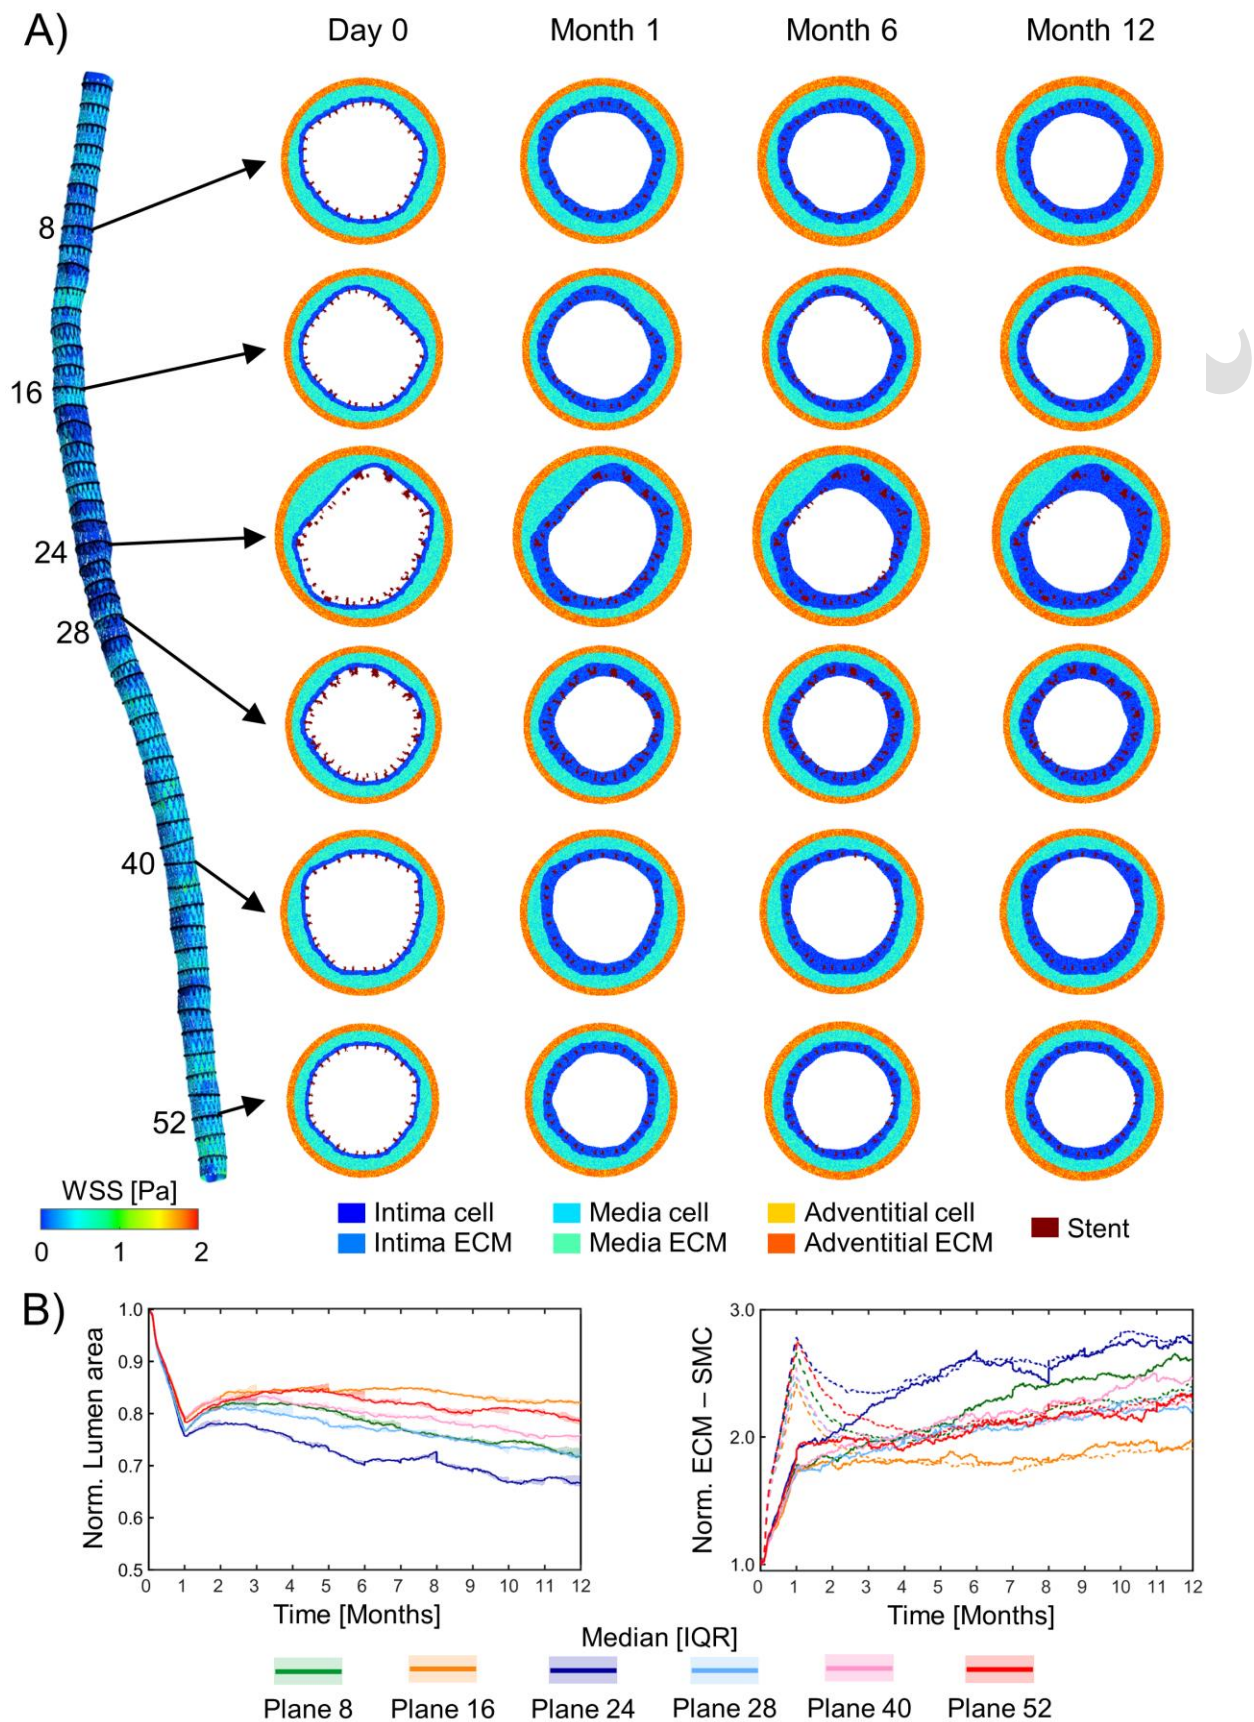 A)
Day 0 Month 1 Month 6 Month 12
8
16
24
28
40
52
WSS [Pa]
0 1 2
Intima cell Media cell Adventitial cell Stent
Intima ECM Media ECM Adventitial ECM
B)
Norm. Lumen area
1.0
0.9
0.8
0.7
0.6
0.5
0 1 2 3 4 5 6 7 8 9 10 11 12
Time [Months]
Norm. ECM – SMC
3.0
2.0
1.0
0 1 2 3 4 5 6 7 8 9 10 11 12
Time [Months]
Median [IQR]
Plane 8 Plane 16 Plane 24 Plane 28 Plane 40 Plane 52